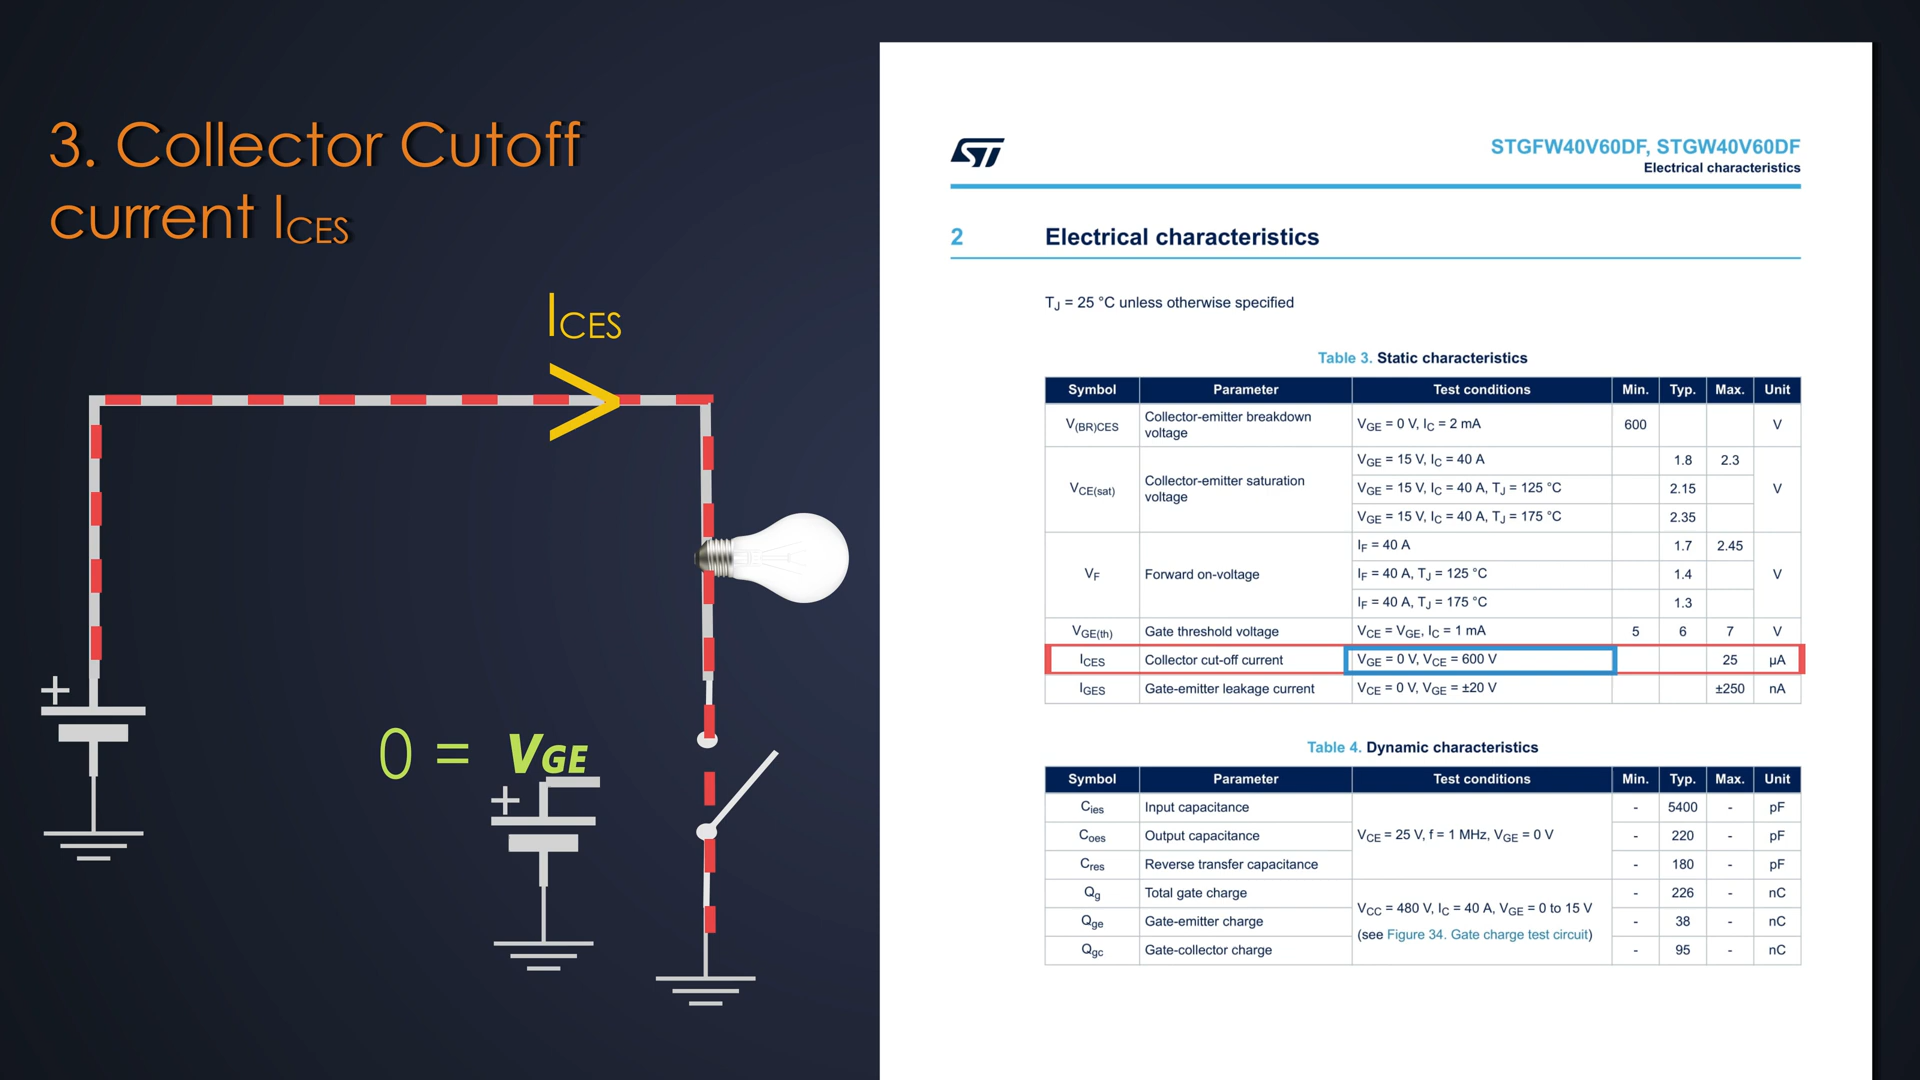 3. Collector Cutoff
current ICES
ICES
+
0 = VGE
+
ST
STGFW40V60DF, STGW40V60DF
Electrical characteristics
2 Electrical characteristics
TJ = 25 °C unless otherwise specified
Table 3. Static characteristics
Symbol Parameter Test conditions Min. Typ. Max. Unit
V(BR)CES Collector-emitter breakdown voltage VGE = 0 V, IC = 2 mA 600 V
VCE(sat) Collector-emitter saturation voltage VGE = 15 V, IC = 40 A 1.8 2.3 V
VGE = 15 V, IC = 40 A, TJ = 125 °C 2.15
VGE = 15 V, IC = 40 A, TJ = 175 °C 2.35
VF Forward on-voltage IF = 40 A 1.7 2.45 V
IF = 40 A, TJ = 125 °C 1.4
IF = 40 A, TJ = 175 °C 1.3
VGE(th) Gate threshold voltage VCE = VGE, IC = 1 mA 5 6 7 V
ICES Collector cut-off current VGE = 0 V, VCE = 600 V 25 µA
IGES Gate-emitter leakage current VCE = 0 V, VGE = ±20 V ±250 nA
Table 4. Dynamic characteristics
Symbol Parameter Test conditions Min. Typ. Max. Unit
Cies Input capacitance VCE = 25 V, f = 1 MHz, VGE = 0 V - 5400 - pF
Coes Output capacitance - 220 - pF
Cres Reverse transfer capacitance - 180 - pF
Qg Total gate charge VCC = 480 V, IC = 40 A, VGE = 0 to 15 V (see Figure 34. Gate charge test circuit) - 226 - nC
Qge Gate-emitter charge - 38 - nC
Qgc Gate-collector charge - 95 - nC